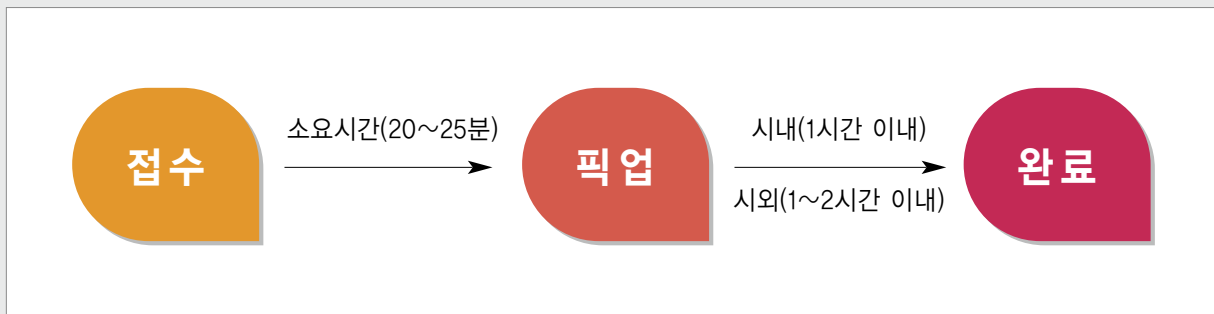 접수
소요시간(20~25분)
픽업
시내(1시간 이내)
시외(1~2시간 이내)
완료